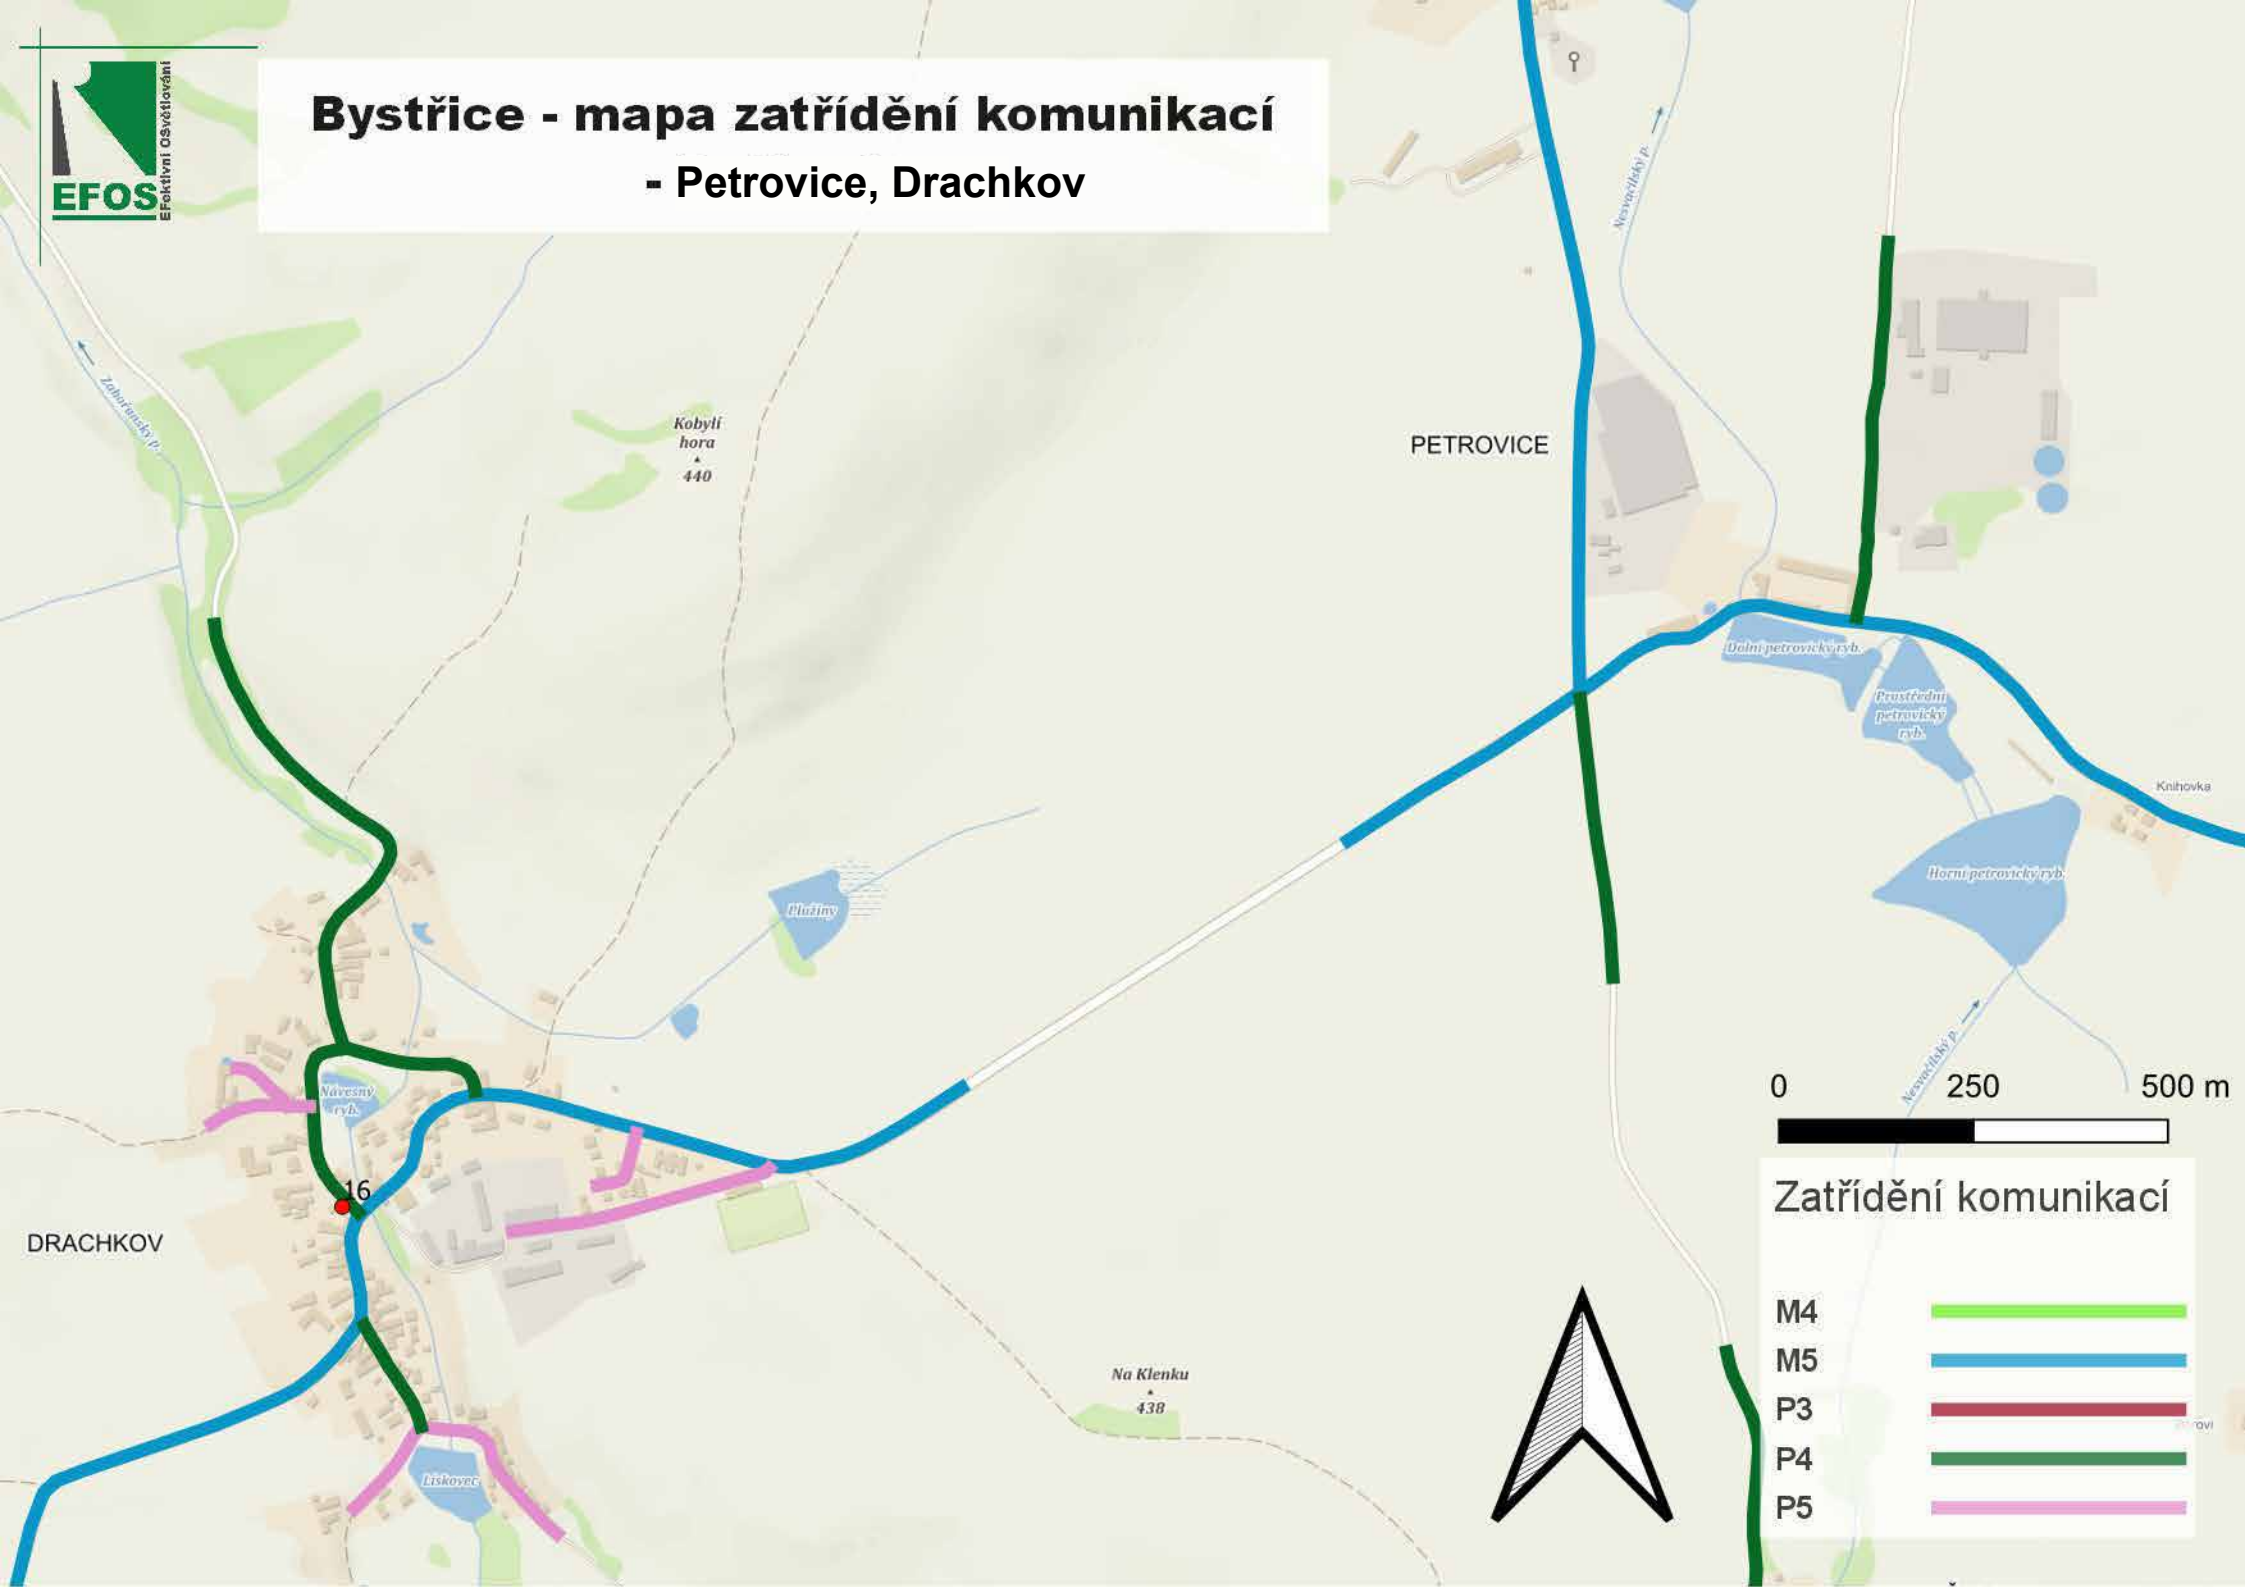 EFOS
EFektivní OSvětlování
Bystřice - mapa zatřídění komunikací
- Petrovice, Drachkov
Nesvačilský p.
Zahořanský p.
Kobylí
hora
440
PETROVICE
Dolní petrovický ryb.
Prostřední
petrovický
ryb.
Knihovka
Horní petrovický ryb.
Plužiny
Návesný
ryb.
Nesvačilský p.
0 250 500 m
16
DRACHKOV
Na Klenku
438
Lískovec
Zatřídění komunikací
M4
M5
P3
P4
P5